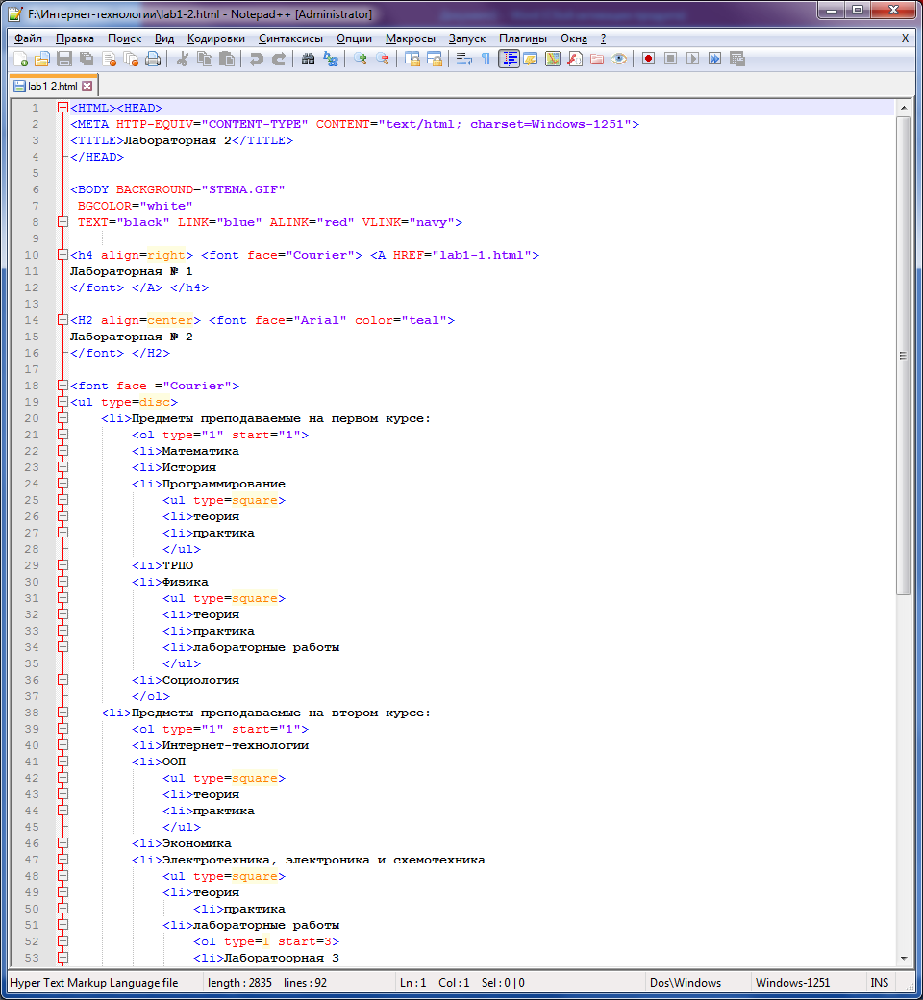 F:\Интернет-технологии\lab1-2.html - Notepad++ [Administrator]
Файл Правка Поиск Вид Кодировки Синтаксисы Опции Макросы Запуск Плагины Окна ? X
lab1-2.html
1 <HTML><HEAD>
2 <META HTTP-EQUIV="CONTENT-TYPE" CONTENT="text/html; charset=Windows-1251">
3 <TITLE>Лабораторная 2</TITLE>
4 </HEAD>
5
6 <BODY BACKGROUND="STENA.GIF"
7 BGCOLOR="white"
8 TEXT="black" LINK="blue" ALINK="red" VLINK="navy">
9
10 <h4 align=right> <font face="Courier"> <A HREF="lab1-1.html">
11 Лабораторная № 1
12 </font> </A> </h4>
13
14 <H2 align=center> <font face="Arial" color="teal">
15 Лабораторная № 2
16 </font> </H2>
17
18 <font face ="Courier">
19 <ul type=disc>
20 <li>Предметы преподаваемые на первом курсе:
21 <ol type="1" start="1">
22 <li>Математика
23 <li>История
24 <li>Программирование
25 <ul type=square>
26 <li>теория
27 <li>практика
28 </ul>
29 <li>ТРПО
30 <li>Физика
31 <ul type=square>
32 <li>теория
33 <li>практика
34 <li>лабораторные работы
35 </ul>
36 <li>Социология
37 </ol>
38 <li>Предметы преподаваемые на втором курсе:
39 <ol type="1" start="1">
40 <li>Интернет-технологии
41 <li>ООП
42 <ul type=square>
43 <li>теория
44 <li>практика
45 </ul>
46 <li>Экономика
47 <li>Электротехника, электроника и схемотехника
48 <ul type=square>
49 <li>теория
50 <li>практика
51 <li>лабораторные работы
52 <ol type=I start=3>
53 <li>Лаборатоорная 3
Hyper Text Markup Language file length : 2835 lines : 92 Ln : 1 Col : 1 Sel : 0 | 0 Dos\Windows Windows-1251 INS